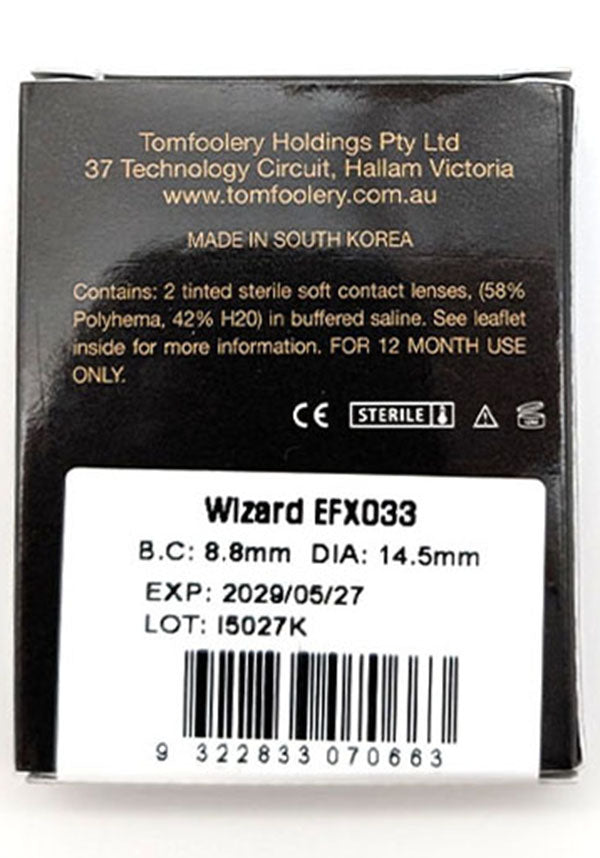 Tomfoolery Holdings Pty Ltd
37 Technology Circuit, Hallam Victoria
www.tomfoolery.com.au
MADE IN SOUTH KOREA
Contains: 2 tinted sterile soft contact lenses, (58%
Polyhema, 42% H20) in buffered saline. See leaflet
inside for more information. FOR 12 MONTH USE
ONLY.
CE STERILE
Wizard EFX033
B.C: 8.8mm DIA: 14.5mm
EXP: 2029/05/27
LOT: I5027K
9 322833 070663